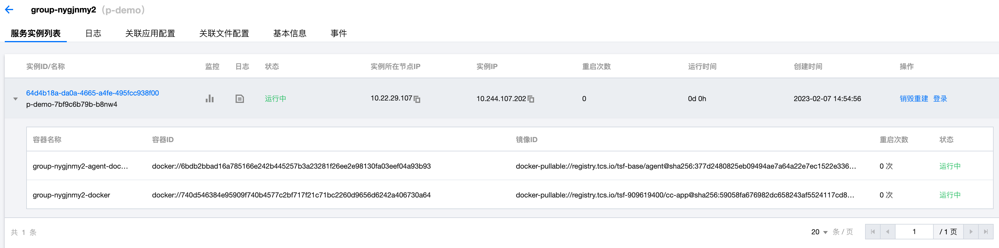 group-nygjnmy2 （p-demo）
服务实例列表 日志 关联应用配置 关联文件配置 基本信息 事件
实例ID/名称 监控 日志 状态 实例所在节点IP 实例IP 重启次数 运行时间 创建时间 操作
64d4b18a-da0a-4665-a4fe-495fcc938f00
p-demo-7bf9c6b79b-b8nw4
运行中 10.22.29.107 10.244.107.202 0 0d 0h 2023-02-07 14:54:56 销毁重建 登录
容器名称 容器ID 镜像ID 重启次数 状态
group-nygjnmy2-agent-doc... docker://6bdb2bbad16a785166e242b445257b3a23281f26ee2e98130fa03eef04a93b93 docker-pullable://registry.tcs.io/tsf-base/agent@sha256:377d2480825eb09494ae7a64a22e7ec1522e336... 0 次 运行中
group-nygjnmy2-docker docker://740d546384e95909f740b4577c2bf717f21c71bc2260d9656d6242a406730a64 docker-pullable://registry.tcs.io/tsf-909619400/cc-app@sha256:59058fa676982dc658243af5524117cd8... 0 次 运行中
共 1 条 20 条 / 页 1 / 1 页